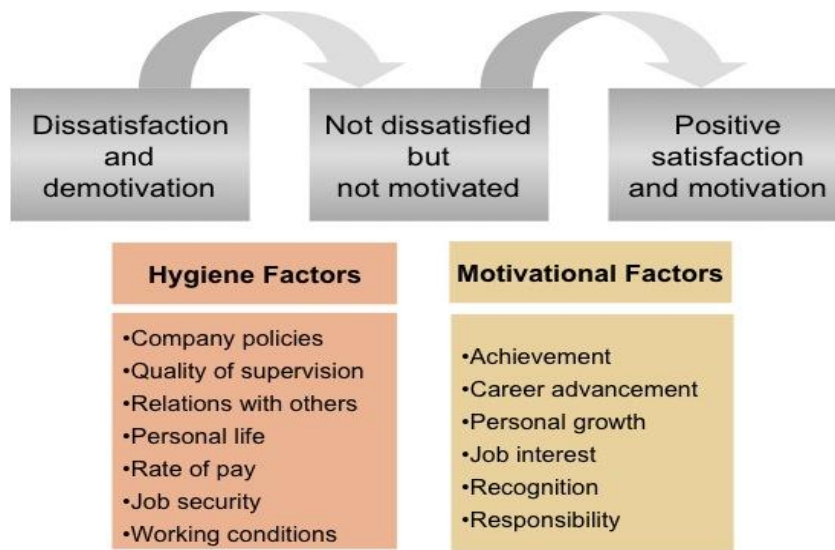 Dissatisfaction
and
demotivation
Not dissatisfied
but
not motivated
Positive
satisfaction
and motivation
Hygiene Factors
•Company policies
•Quality of supervision
•Relations with others
•Personal life
•Rate of pay
•Job security
•Working conditions
Motivational Factors
•Achievement
•Career advancement
•Personal growth
•Job interest
•Recognition
•Responsibility